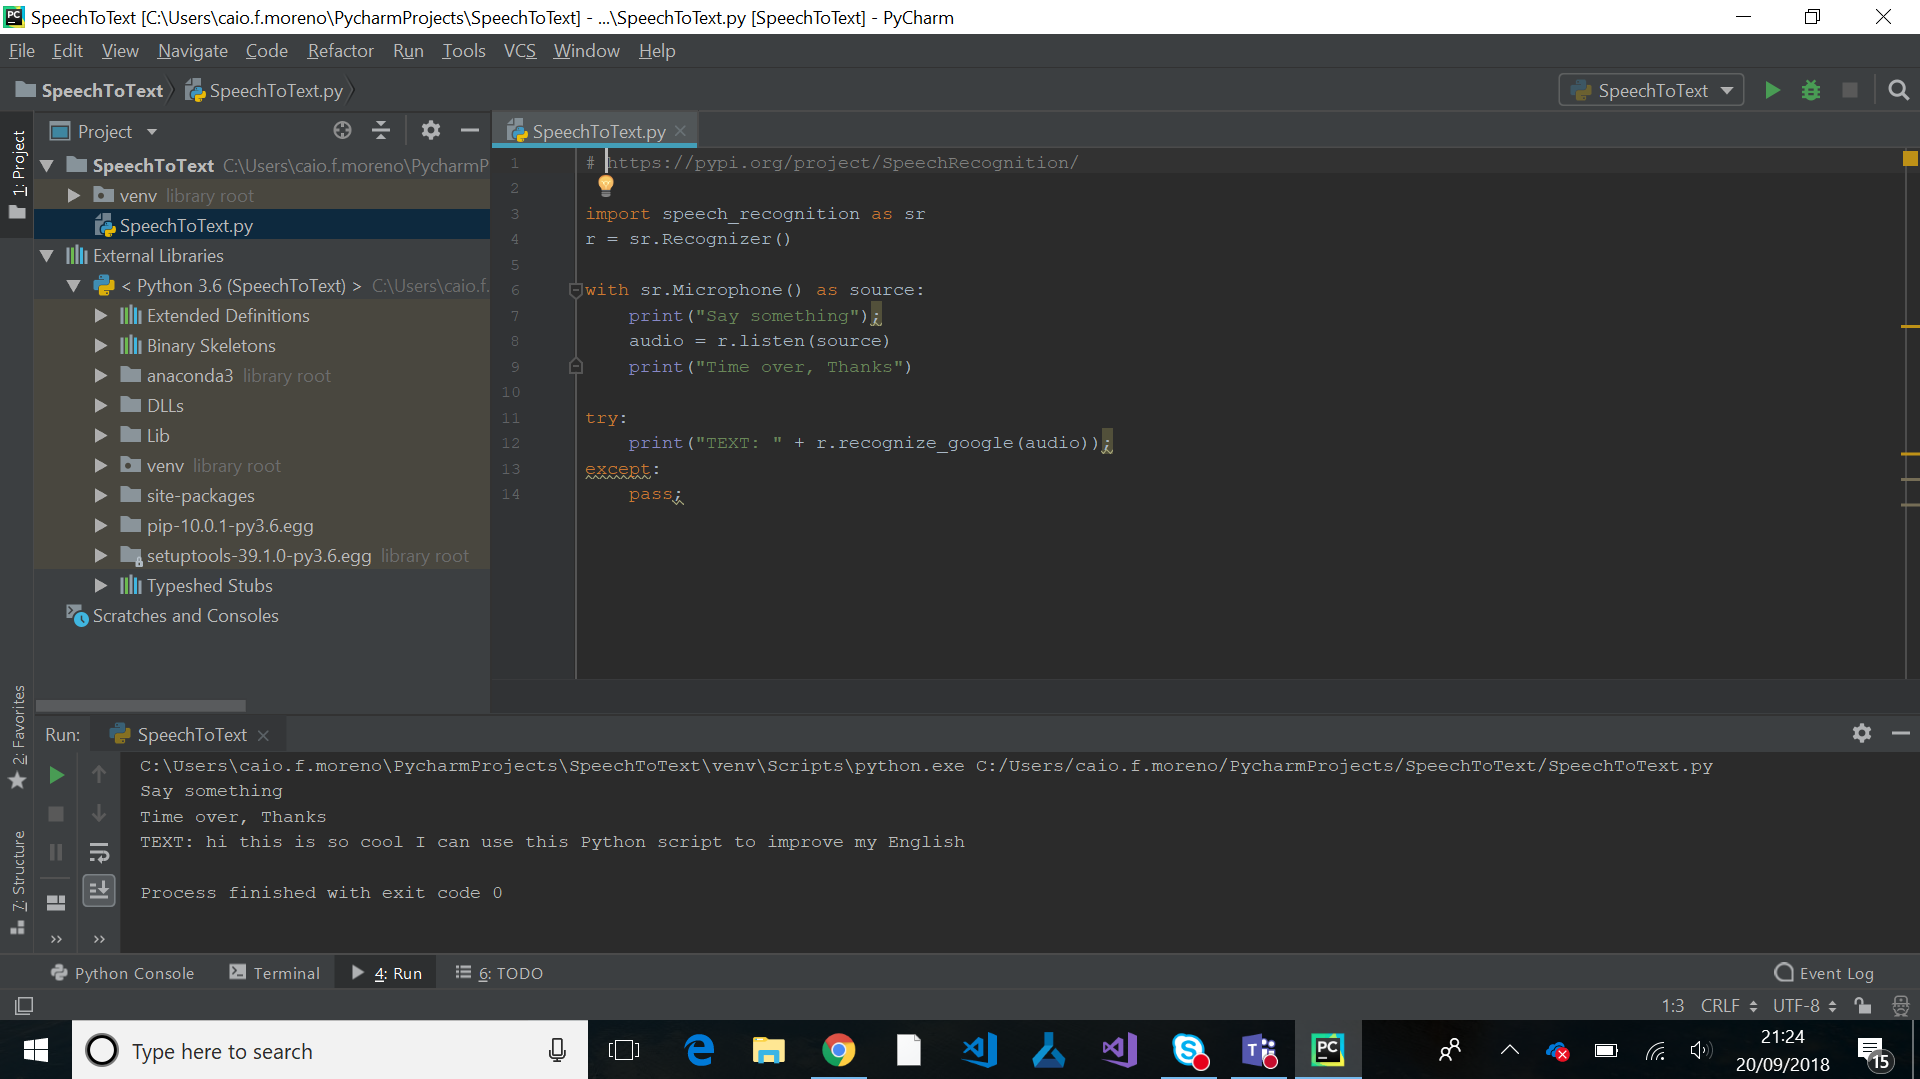 SpeechToText [C:\Users\caio.f.moreno\PycharmProjects\SpeechToText] - ...\SpeechToText.py [SpeechToText] - PyCharm
File Edit View Navigate Code Refactor Run Tools VCS Window Help
SpeechToText SpeechToText.py SpeechToText
1: Project
Project
SpeechToText C:\Users\caio.f.moreno\PycharmP
venv library root
SpeechToText.py
External Libraries
< Python 3.6 (SpeechToText) > C:\Users\caio.f.
Extended Definitions
Binary Skeletons
anaconda3 library root
DLLs
Lib
venv library root
site-packages
pip-10.0.1-py3.6.egg
setuptools-39.1.0-py3.6.egg library root
Typeshed Stubs
Scratches and Consoles
SpeechToText.py
1 # https://pypi.org/project/SpeechRecognition/
2
3 import speech_recognition as sr
4 r = sr.Recognizer()
5
6 with sr.Microphone() as source:
7 print("Say something");
8 audio = r.listen(source)
9 print("Time over, Thanks")
10
11 try:
12 print("TEXT: " + r.recognize_google(audio));
13 except:
14 pass;
2: Favorites
7: Structure
Run: SpeechToText
C:\Users\caio.f.moreno\PycharmProjects\SpeechToText\venv\Scripts\python.exe C:/Users/caio.f.moreno/PycharmProjects/SpeechToText/SpeechToText.py
Say something
Time over, Thanks
TEXT: hi this is so cool I can use this Python script to improve my English
Process finished with exit code 0
Python Console Terminal 4: Run 6: TODO Event Log
1:3 CRLF UTF-8
Type here to search
PC
21:24
20/09/2018
15